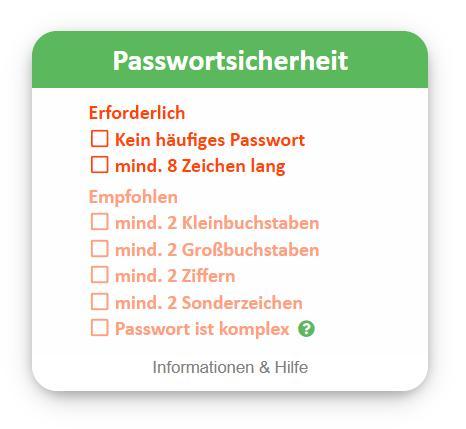 Passwortsicherheit
Erforderlich
Kein häufiges Passwort
mind. 8 Zeichen lang
Empfohlen
mind. 2 Kleinbuchstaben
mind. 2 Großbuchstaben
mind. 2 Ziffern
mind. 2 Sonderzeichen
Passwort ist komplex ?
Informationen & Hilfe